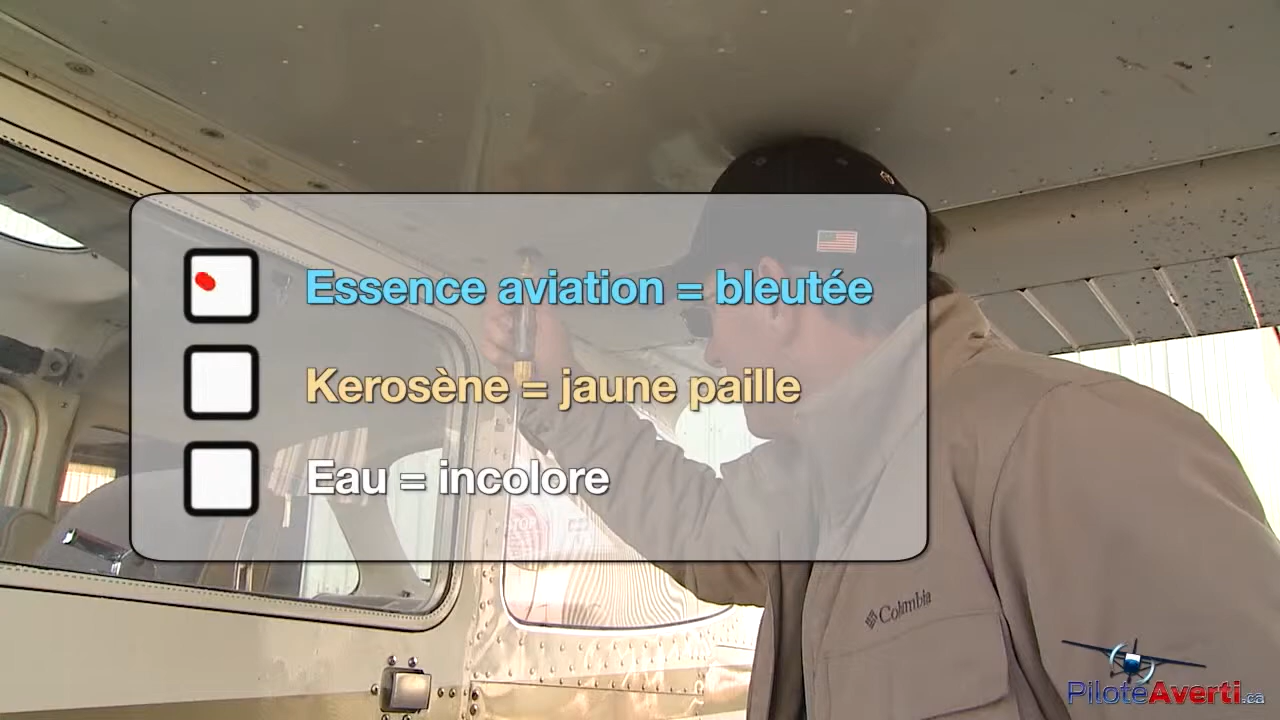 Essence aviation = bleutée
Kerosène = jaune paille
Eau = incolore
Columbia
PiloteAverti.ca